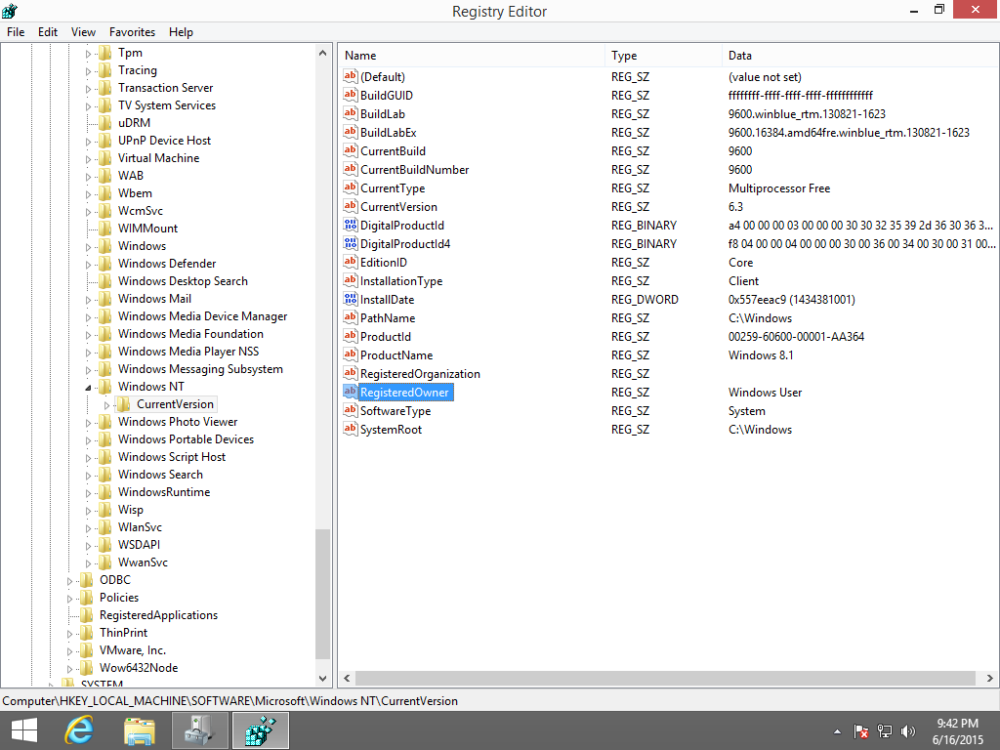 Registry Editor
File Edit View Favorites Help
Tpm
Tracing
Transaction Server
TV System Services
uDRM
UPnP Device Host
Virtual Machine
WAB
Wbem
WcmSvc
WIMMount
Windows
Windows Defender
Windows Desktop Search
Windows Mail
Windows Media Device Manager
Windows Media Foundation
Windows Media Player NSS
Windows Messaging Subsystem
Windows NT
CurrentVersion
Windows Photo Viewer
Windows Portable Devices
Windows Script Host
Windows Search
WindowsRuntime
Wisp
WlanSvc
WSDAPI
WwanSvc
ODBC
Policies
RegisteredApplications
ThinPrint
VMware, Inc.
Wow6432Node
SYSTEM
Name Type Data
(Default) REG_SZ (value not set)
BuildGUID REG_SZ ffffffff-ffff-ffff-ffff-ffffffffffff
BuildLab REG_SZ 9600.winblue_rtm.130821-1623
BuildLabEx REG_SZ 9600.16384.amd64fre.winblue_rtm.130821-1623
CurrentBuild REG_SZ 9600
CurrentBuildNumber REG_SZ 9600
CurrentType REG_SZ Multiprocessor Free
CurrentVersion REG_SZ 6.3
DigitalProductId REG_BINARY a4 00 00 00 03 00 00 00 30 30 32 35 39 2d 36 30 36 3...
DigitalProductId4 REG_BINARY f8 04 00 00 04 00 00 00 30 00 36 00 34 00 30 00 31 00...
EditionID REG_SZ Core
InstallationType REG_SZ Client
InstallDate REG_DWORD 0x557eeac9 (1434381001)
PathName REG_SZ C:\Windows
ProductId REG_SZ 00259-60600-00001-AA364
ProductName REG_SZ Windows 8.1
RegisteredOrganization REG_SZ
RegisteredOwner REG_SZ Windows User
SoftwareType REG_SZ System
SystemRoot REG_SZ C:\Windows
Computer\HKEY_LOCAL_MACHINE\SOFTWARE\Microsoft\Windows NT\CurrentVersion
9:42 PM
6/16/2015